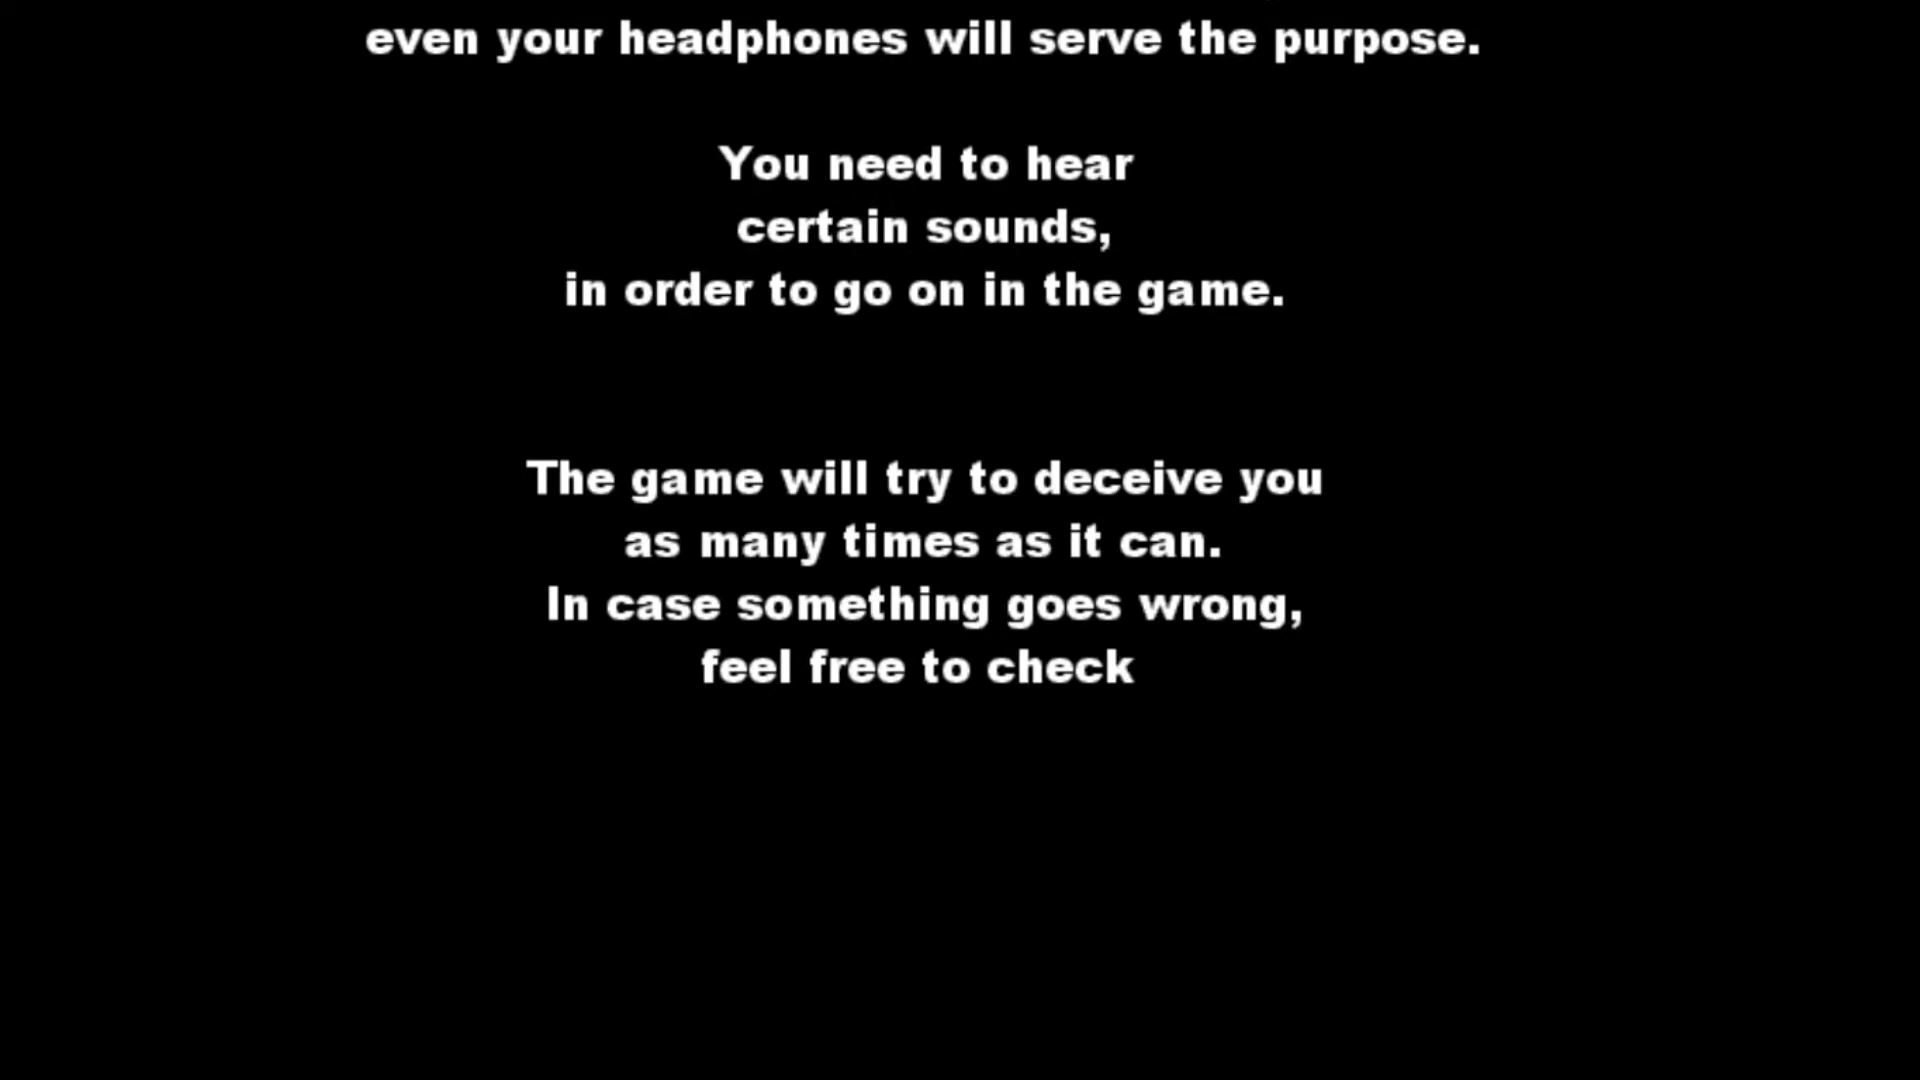 even your headphones will serve the purpose.
You need to hear
certain sounds,
in order to go on in the game.
The game will try to deceive you
as many times as it can.
In case something goes wrong,
feel free to check